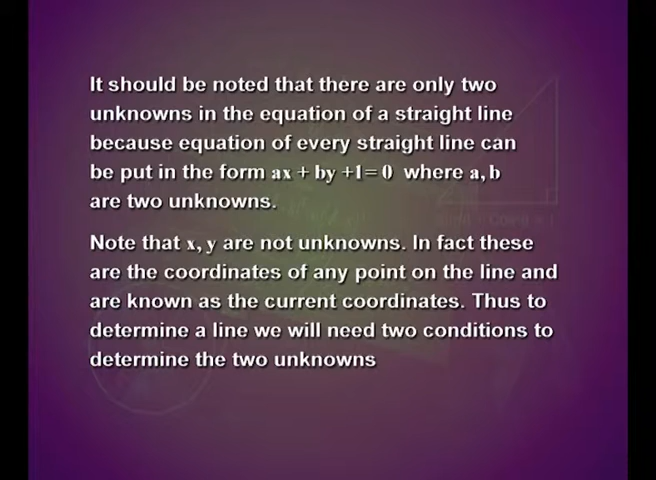 It should be noted that there are only two
unknowns in the equation of a straight line
because equation of every straight line can
be put in the form ax + by +1= 0 where a, b
are two unknowns.
Note that x, y are not unknowns. In fact these
are the coordinates of any point on the line and
are known as the current coordinates. Thus to
determine a line we will need two conditions to
determine the two unknowns